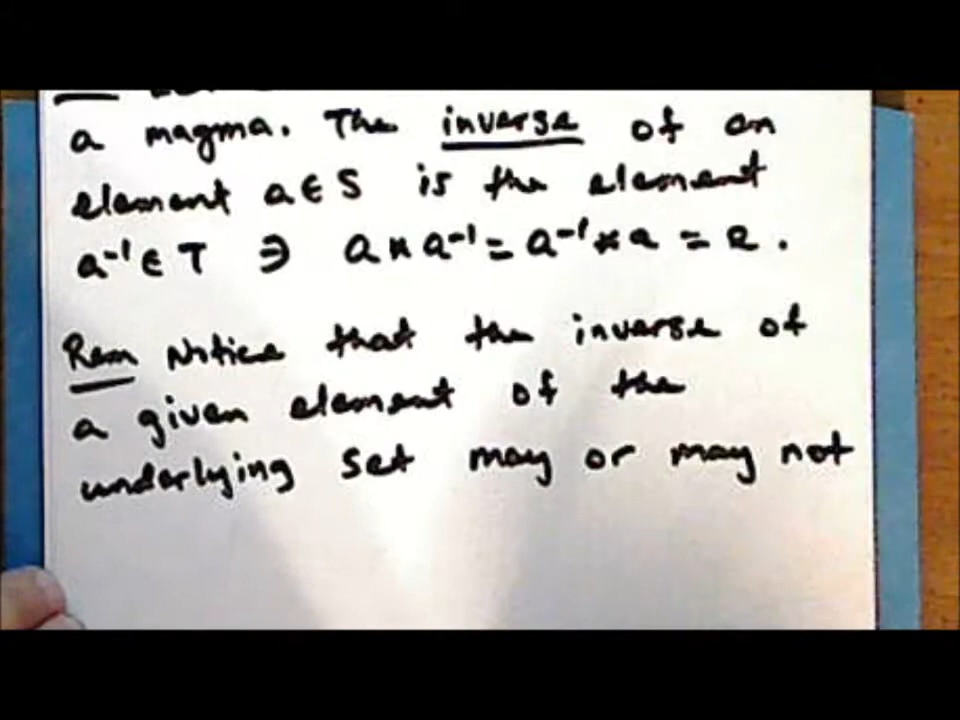 a magma. The inverse of an
element a ∈ S is the element
a⁻¹ ∈ T ∋ a * a⁻¹ = a⁻¹ * a = e.
Rem Notice that the inverse of
a given element of the
underlying set may or may not